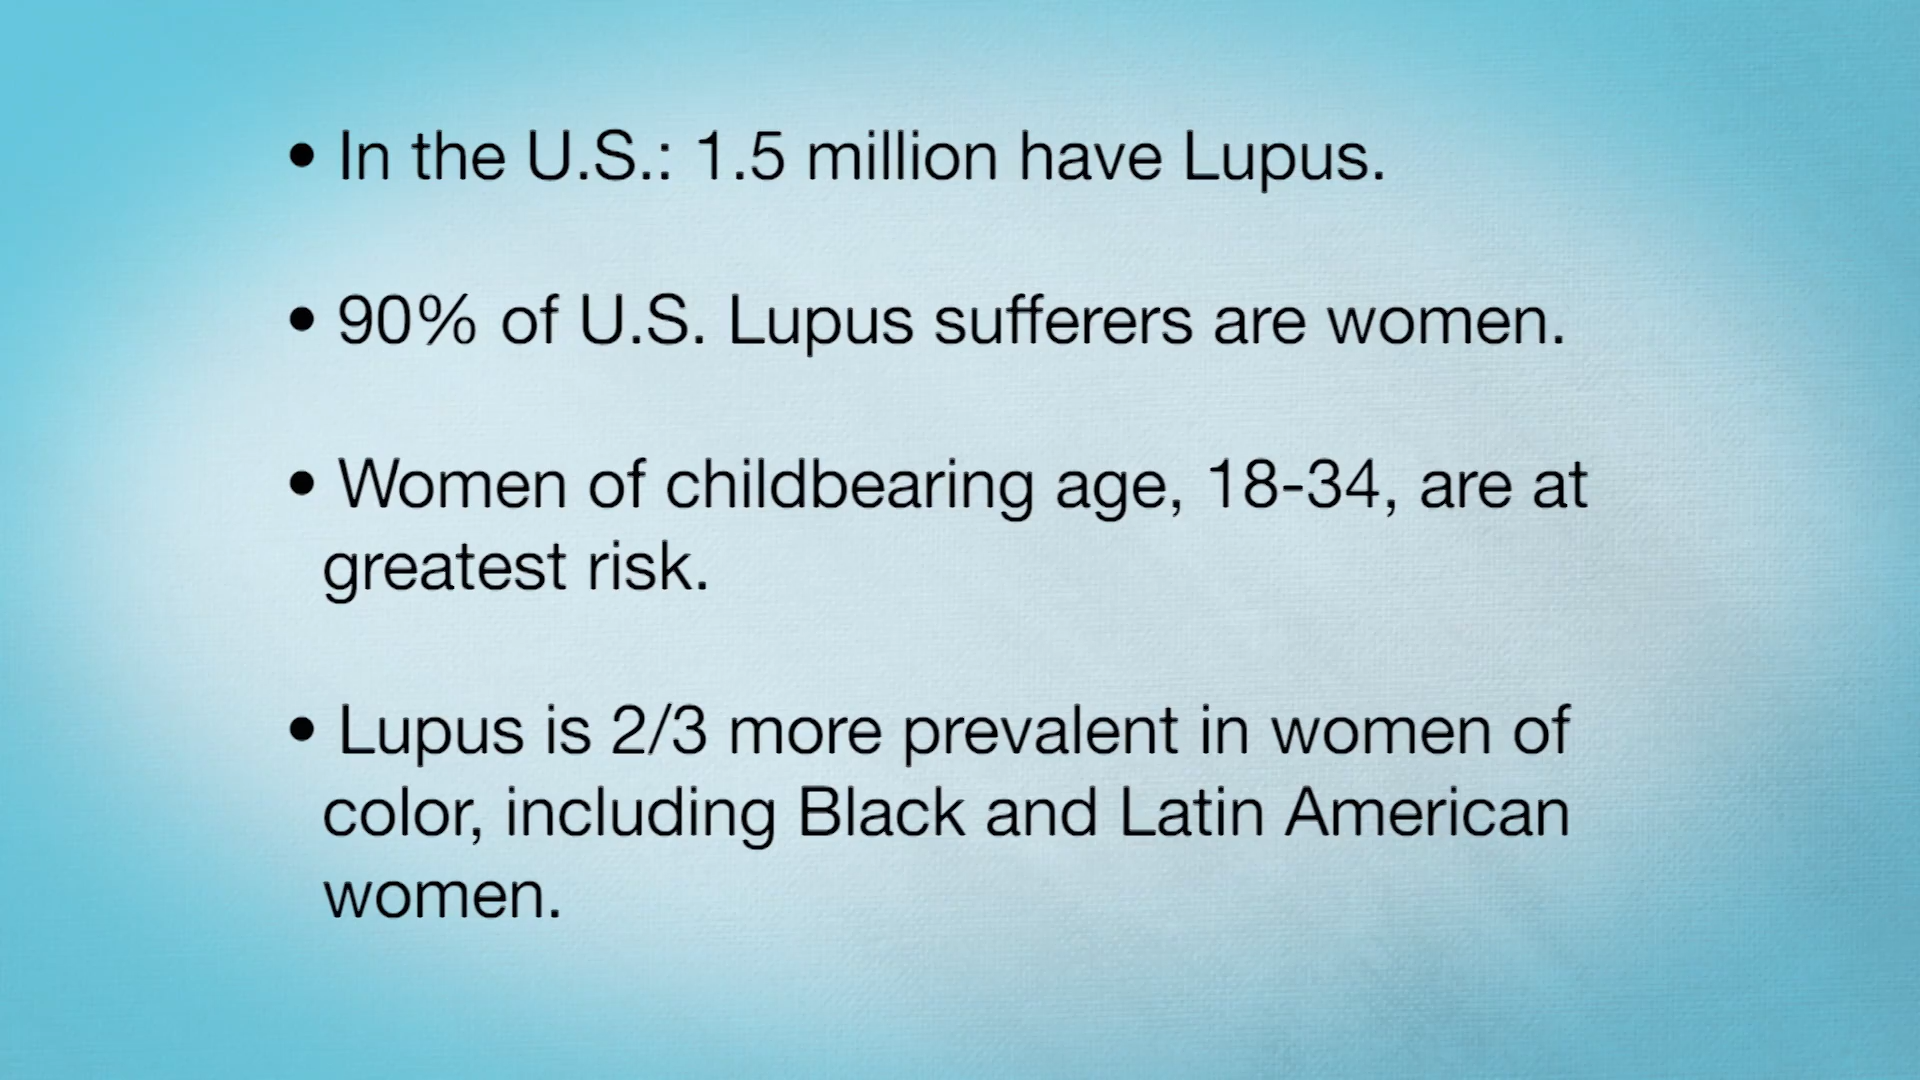 • In the U.S.: 1.5 million have Lupus.
• 90% of U.S. Lupus sufferers are women.
• Women of childbearing age, 18-34, are at
greatest risk.
• Lupus is 2/3 more prevalent in women of
color, including Black and Latin American
women.